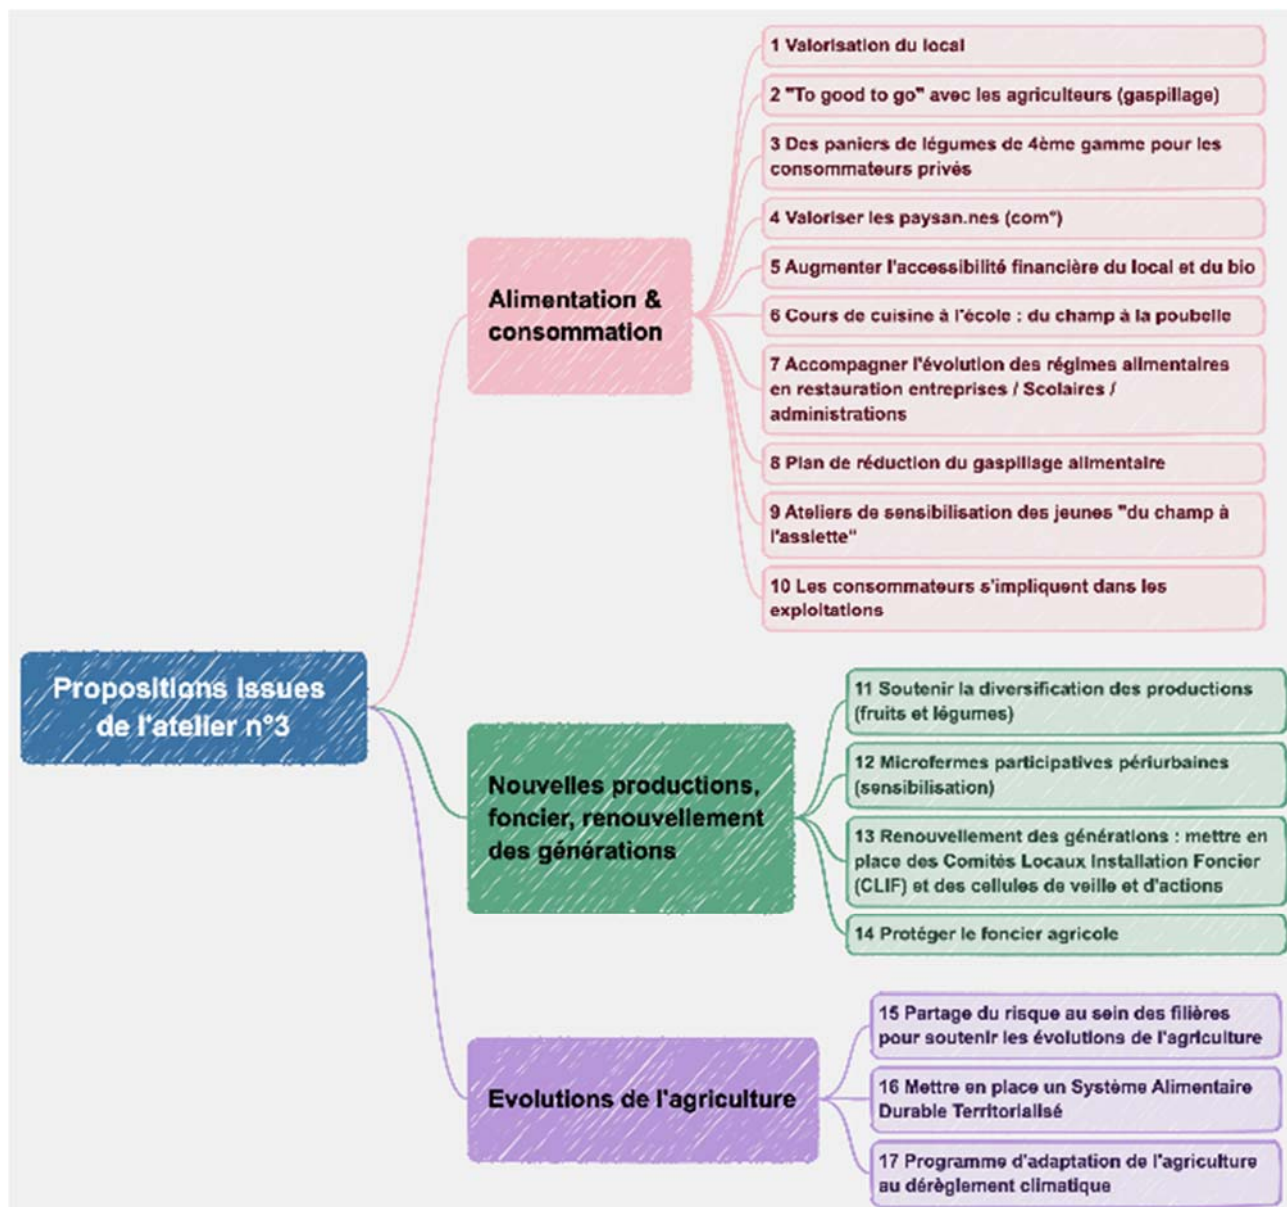 1 Valorisation du local
2 "To good to go" avec les agriculteurs (gaspillage)
3 Des paniers de légumes de 4ème gamme pour les
consommateurs privés
4 Valoriser les paysan.nes (com°)
5 Augmenter l'accessibilité financière du local et du bio
6 Cours de cuisine à l'école : du champ à la poubelle
7 Accompagner l'évolution des régimes alimentaires
en restauration entreprises / Scolaires /
administrations
8 Plan de réduction du gaspillage alimentaire
9 Ateliers de sensibilisation des jeunes "du champ à
l'assiette"
10 Les consommateurs s'impliquent dans les
exploitations
Alimentation &
consommation
Propositions issues
de l'atelier n°3
11 Soutenir la diversification des productions
(fruits et légumes)
12 Microfermes participatives périurbaines
(sensibilisation)
13 Renouvellement des générations : mettre en
place des Comités Locaux Installation Foncier
(CLIF) et des cellules de veille et d'actions
14 Protéger le foncier agricole
Nouvelles productions,
foncier, renouvellement
des générations
15 Partage du risque au sein des filières
pour soutenir les évolutions de l'agriculture
16 Mettre en place un Système Alimentaire
Durable Territorialisé
17 Programme d'adaptation de l'agriculture
au dérèglement climatique
Evolutions de l'agriculture